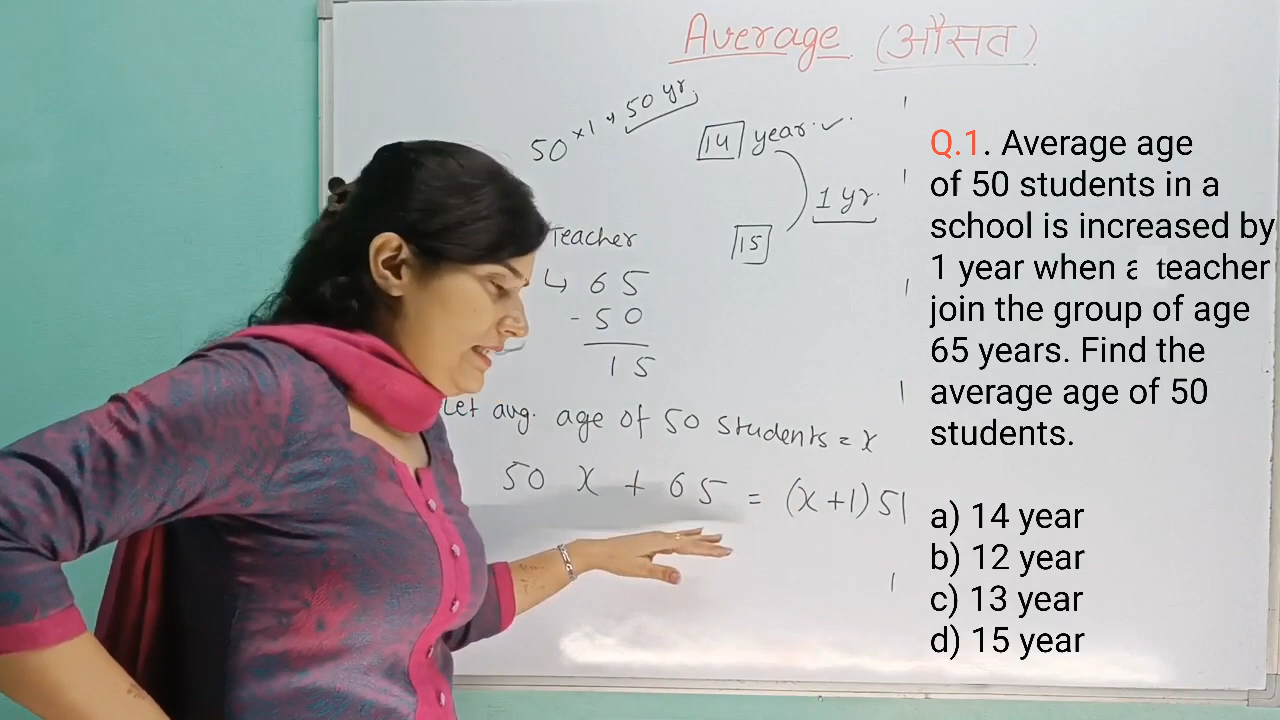 Average (औसत)
50 × 1 → 50 yr
14 year. ✓
1 yr.
15
Teacher
↳ 65
- 50
15
Let avg. age of 50 Students = x
50 x + 65 = (x +1) 51
Q.1. Average age
of 50 students in a
school is increased by
1 year when a teacher
join the group of age
65 years. Find the
average age of 50
students.
a) 14 year
b) 12 year
c) 13 year
d) 15 year